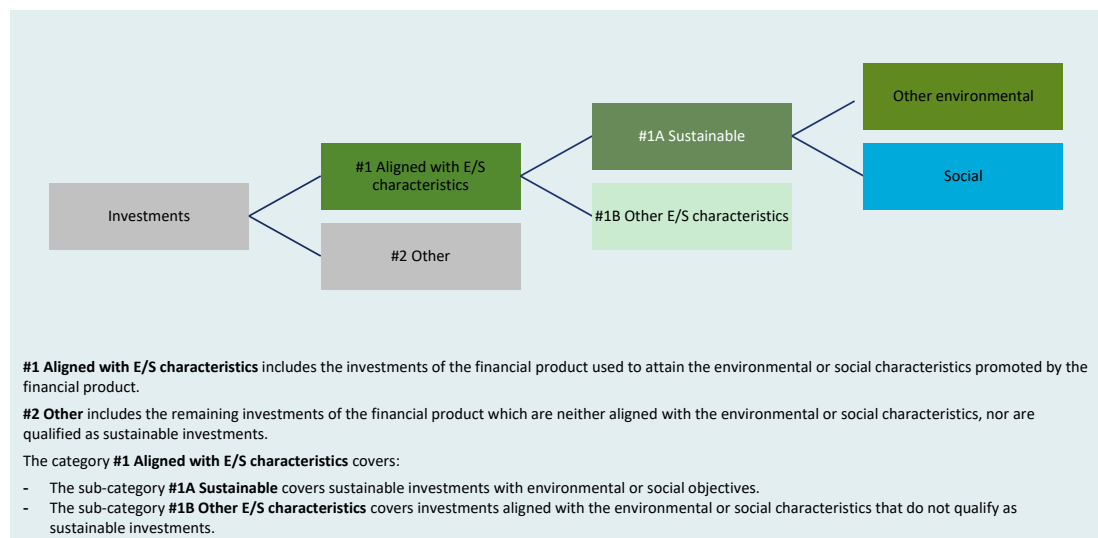 Other environmental
#1A Sustainable
#1 Aligned with E/S
characteristics
Social
Investments
#1B Other E/S characteristics
#2 Other
#1 Aligned with E/S characteristics includes the investments of the financial product used to attain the environmental or social characteristics promoted by the
financial product.
#2 Other includes the remaining investments of the financial product which are neither aligned with the environmental or social characteristics, nor are
qualified as sustainable investments.
The category #1 Aligned with E/S characteristics covers:
- The sub-category #1A Sustainable covers sustainable investments with environmental or social objectives.
- The sub-category #1B Other E/S characteristics covers investments aligned with the environmental or social characteristics that do not qualify as
sustainable investments.